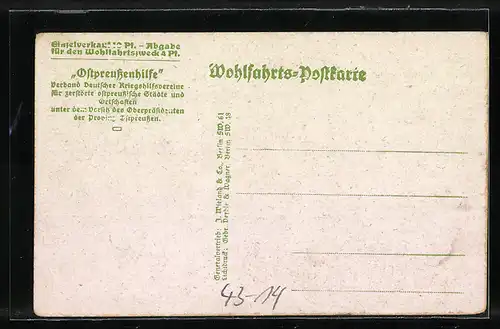 Einzelverkauf 10 Pf. – Abgabe
für den Wohlfahrtszweck 4 Pf.
„Ostpreußenhilfe“
Verband Deutscher Kriegshilfsvereine
für zerstörte ostpreußische Städte und
Ortschaften
unter dem Vorsitz des Oberpräsidenten
der Provinz Ostpreußen.
Wohlfahrts-Postkarte
Generalvertrieb: J. Wieland & Co., Berlin SW. 61
Lichtdruck: Gebr. & Wagner, Berlin SW 48
43-14